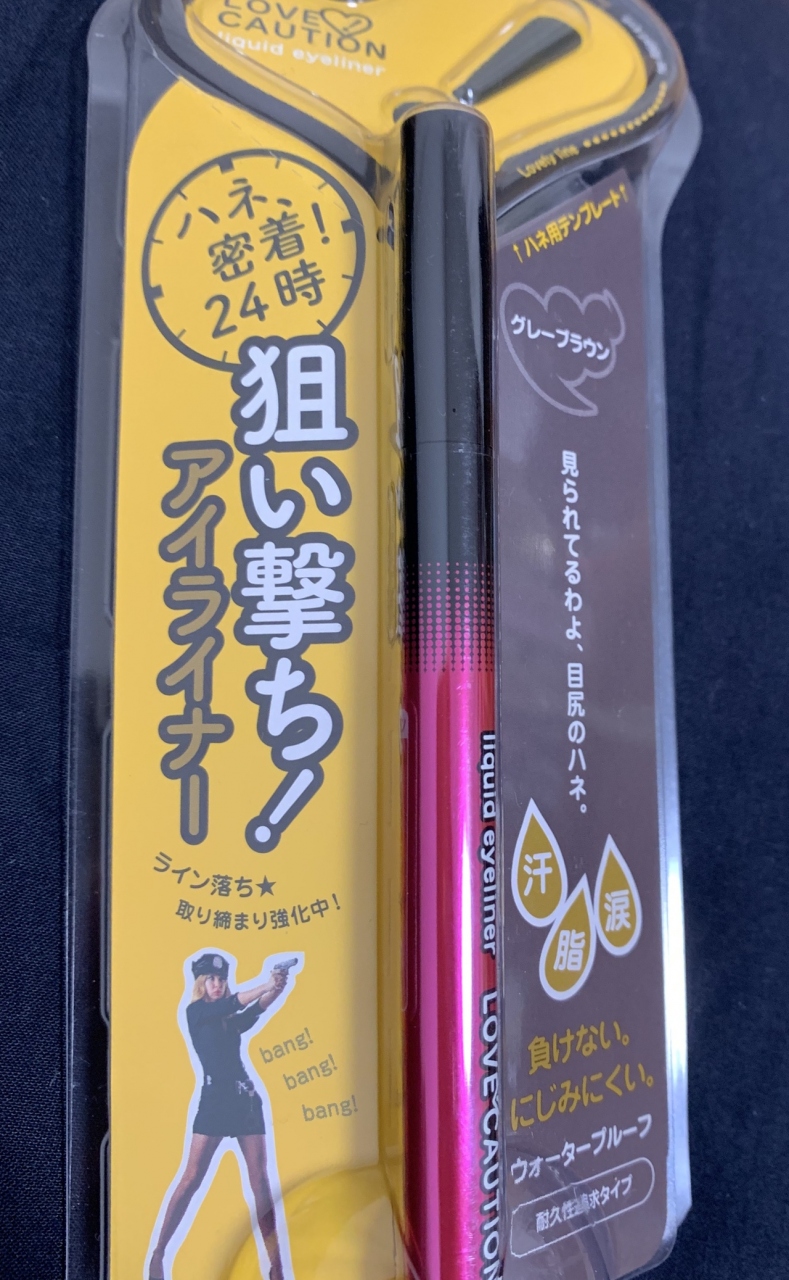 LOVE
CAUTION
liquid eyeliner
Lovely line
ハネ、
密着!
24時
狙い撃ち!
アイライナー
ライン落ち★
取り締まり強化中!
bang!
bang!
bang!
↑ハネ用テンプレート↑
グレーブラウン
見られてるわよ、目尻のハネ。
汗
脂
涙
負けない。
にじみにくい。
ウォータープルーフ
耐久性追求タイプ
liquid eyeliner LOVE CAUTION